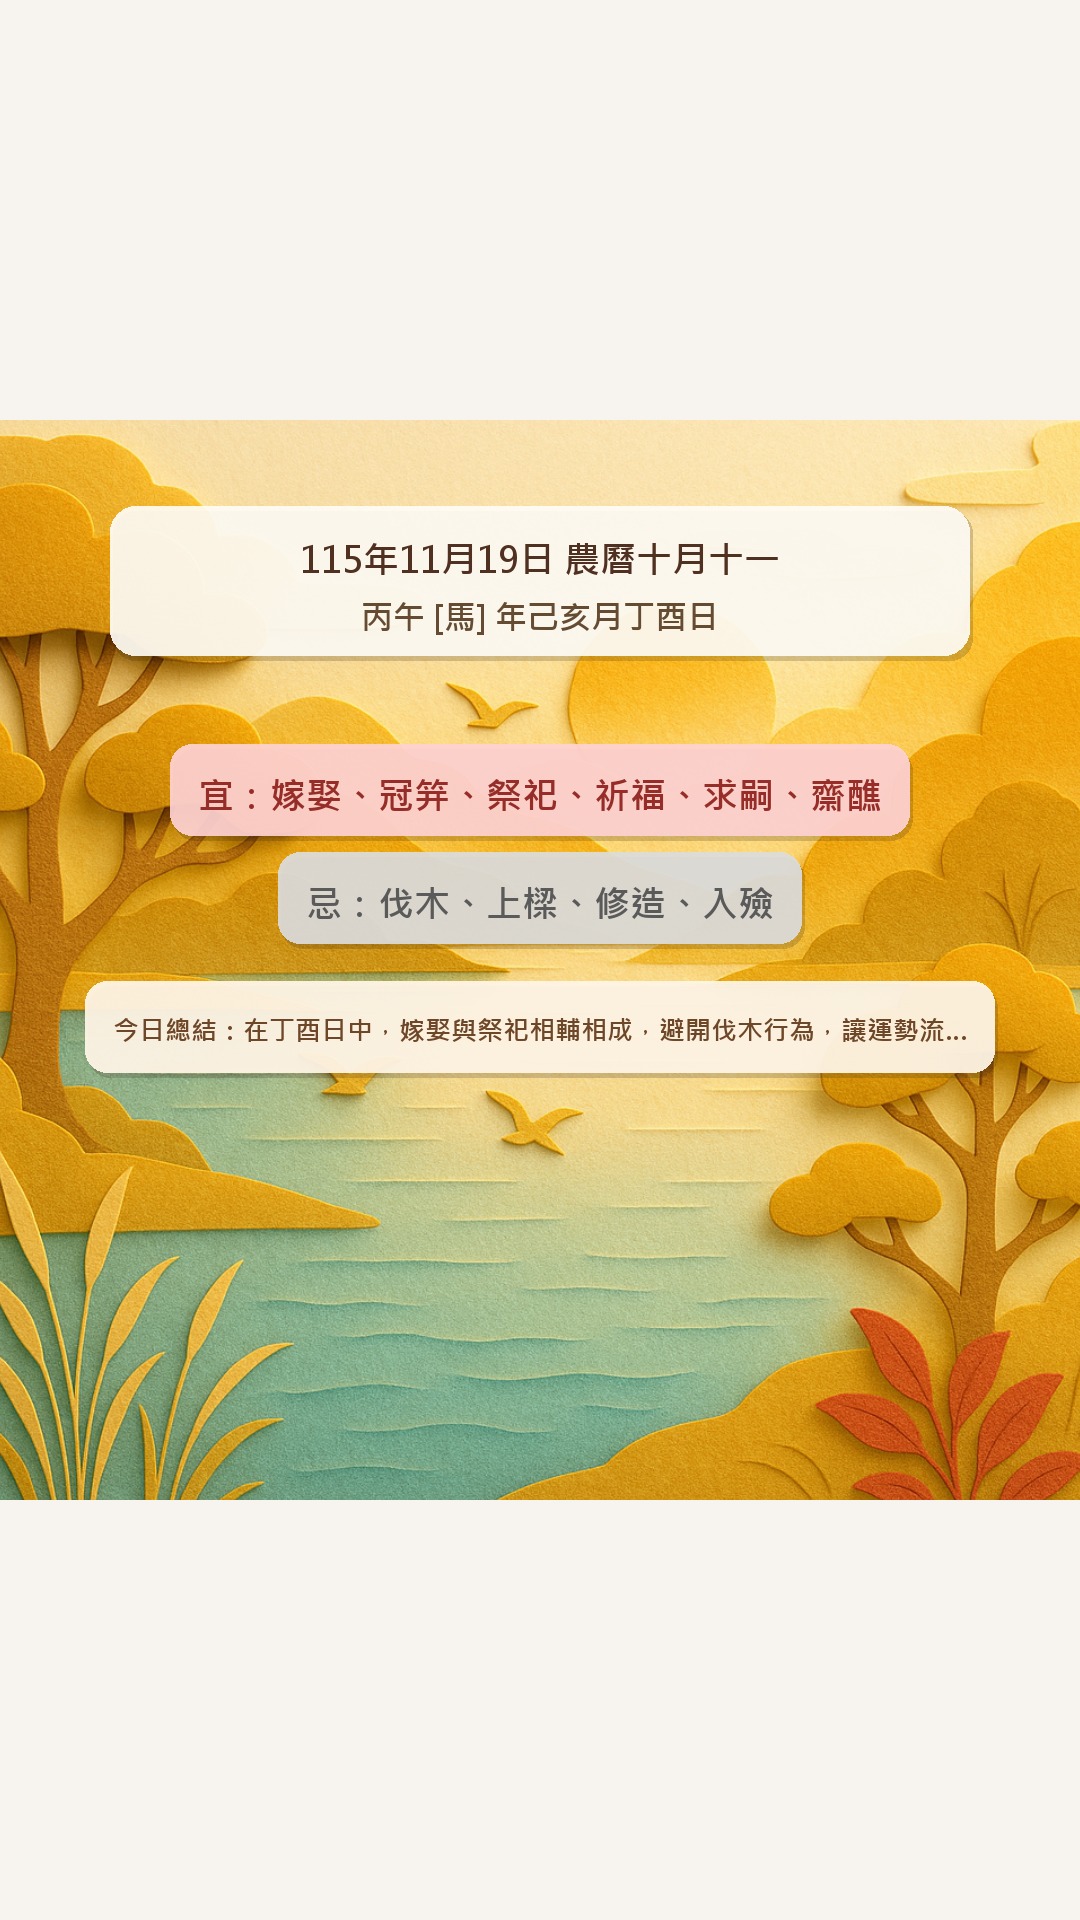 115年11月19日 農曆十月十一
丙午 [馬] 年己亥月丁酉日
宜：嫁娶、冠笄、祭祀、祈福、求嗣、齋醮
忌：伐木、上樑、修造、入殮
今日總結：在丁酉日中，嫁娶與祭祀相輔相成，避開伐木行為，讓運勢流...